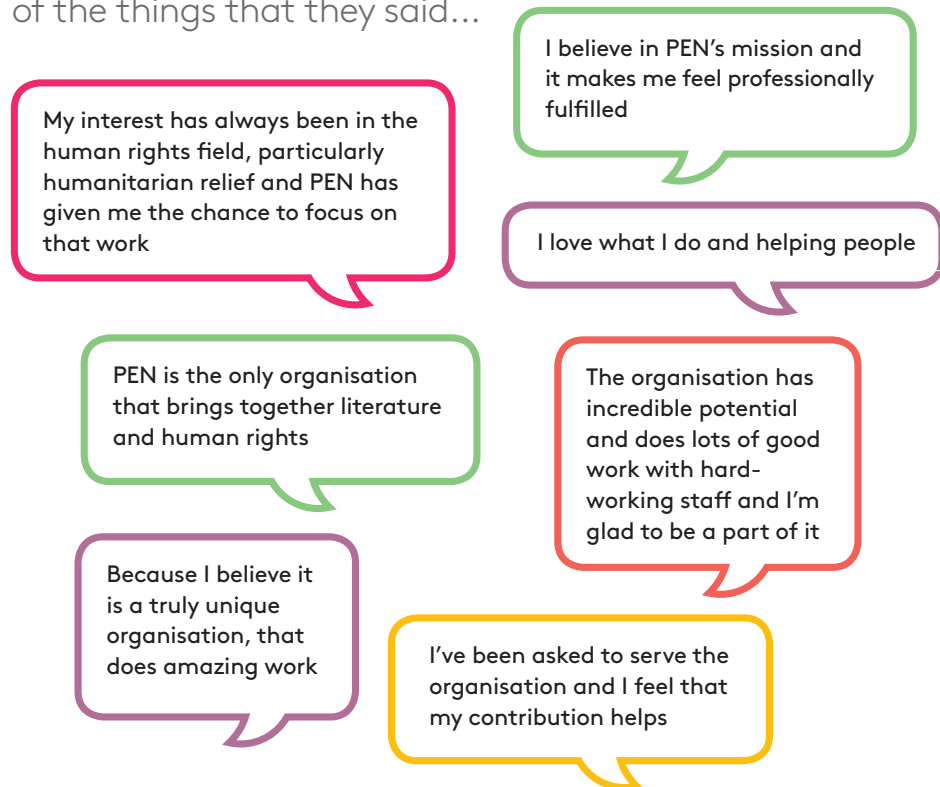 of the things that they said...
I believe in PEN’s mission and
it makes me feel professionally
fulfilled
My interest has always been in the
human rights field, particularly
humanitarian relief and PEN has
given me the chance to focus on
that work
I love what I do and helping people
PEN is the only organisation
that brings together literature
and human rights
The organisation has
incredible potential
and does lots of good
work with hard-
working staff and I’m
glad to be a part of it
Because I believe it
is a truly unique
organisation, that
does amazing work
I’ve been asked to serve the
organisation and I feel that
my contribution helps